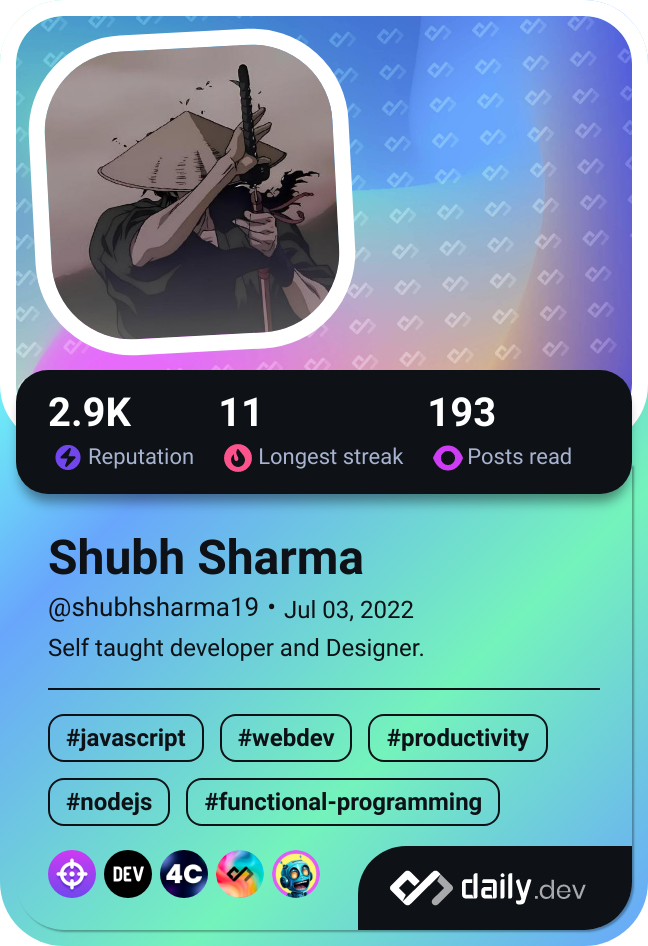 2.9K 11 193
Reputation Longest streak Posts read
Shubh Sharma
@shubhsharma19 • Jul 03, 2022
Self taught developer and Designer.
#javascript #webdev #productivity
#nodejs #functional-programming
DEV 4C
daily.dev